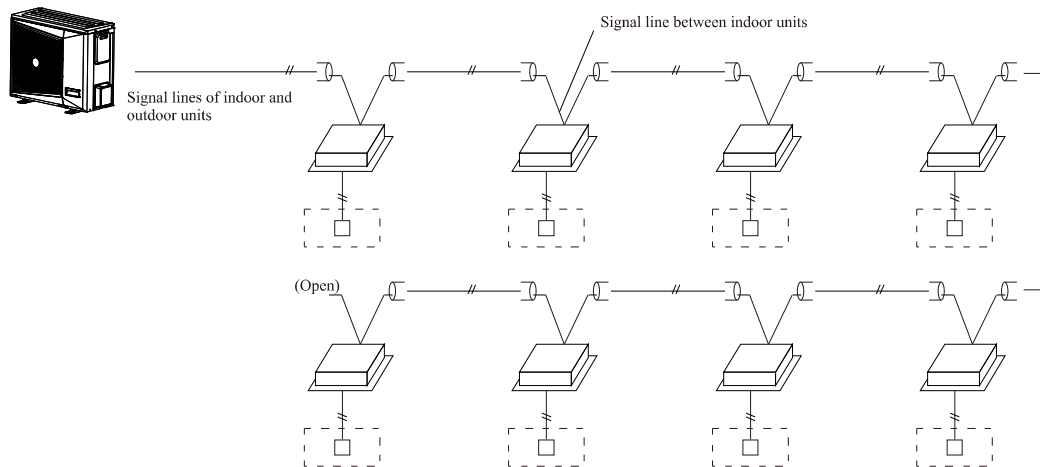 Signal line between indoor units
Signal lines of indoor and
outdoor units
(Open)